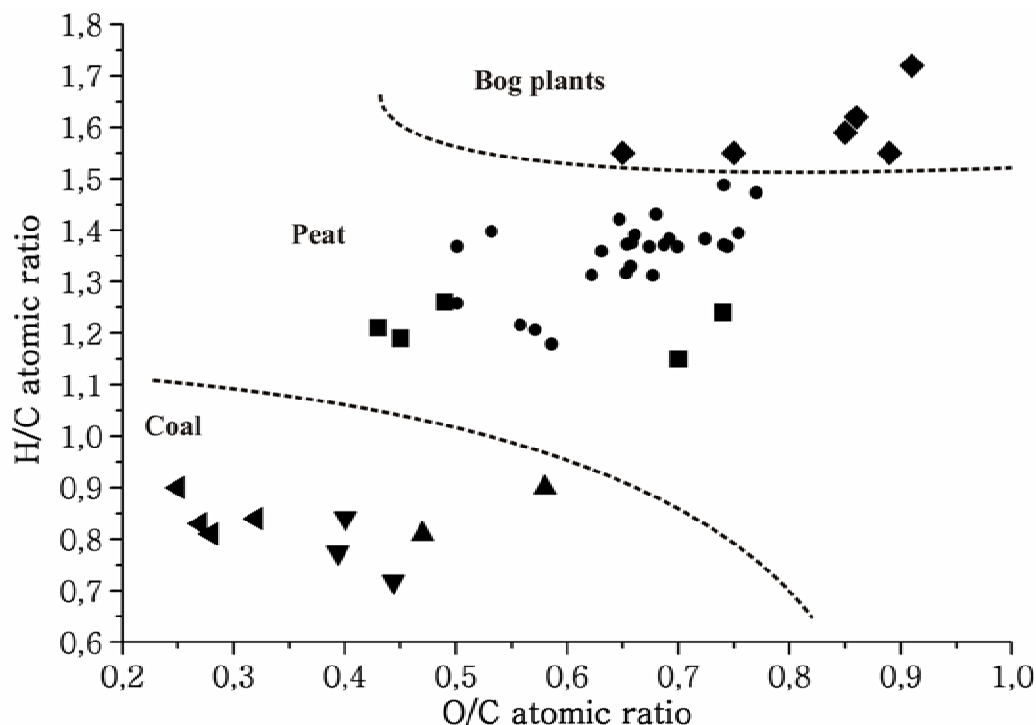 1,8
1,7
1,6
1,5
1,4
1,3
1,2
1,1
1,0
0,9
0,8
0,7
0,6
H/C atomic ratio
Bog plants
Peat
Coal
0,2 0,3 0,4 0,5 0,6 0,7 0,8 0,9 1,0
O/C atomic ratio